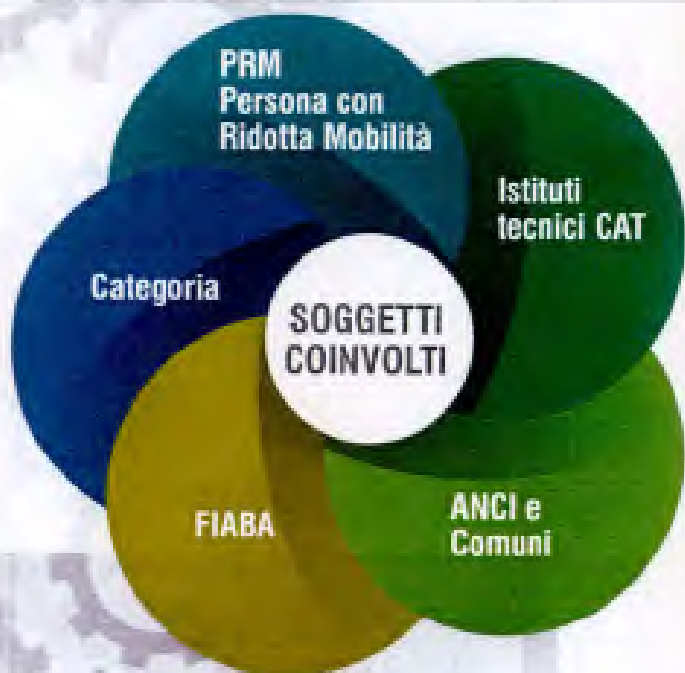 PRM
Persona con
Ridotta Mobilità
Istituti
tecnici CAT
Categoria
SOGGETTI
COINVOLTI
FIABA
ANCI e
Comuni